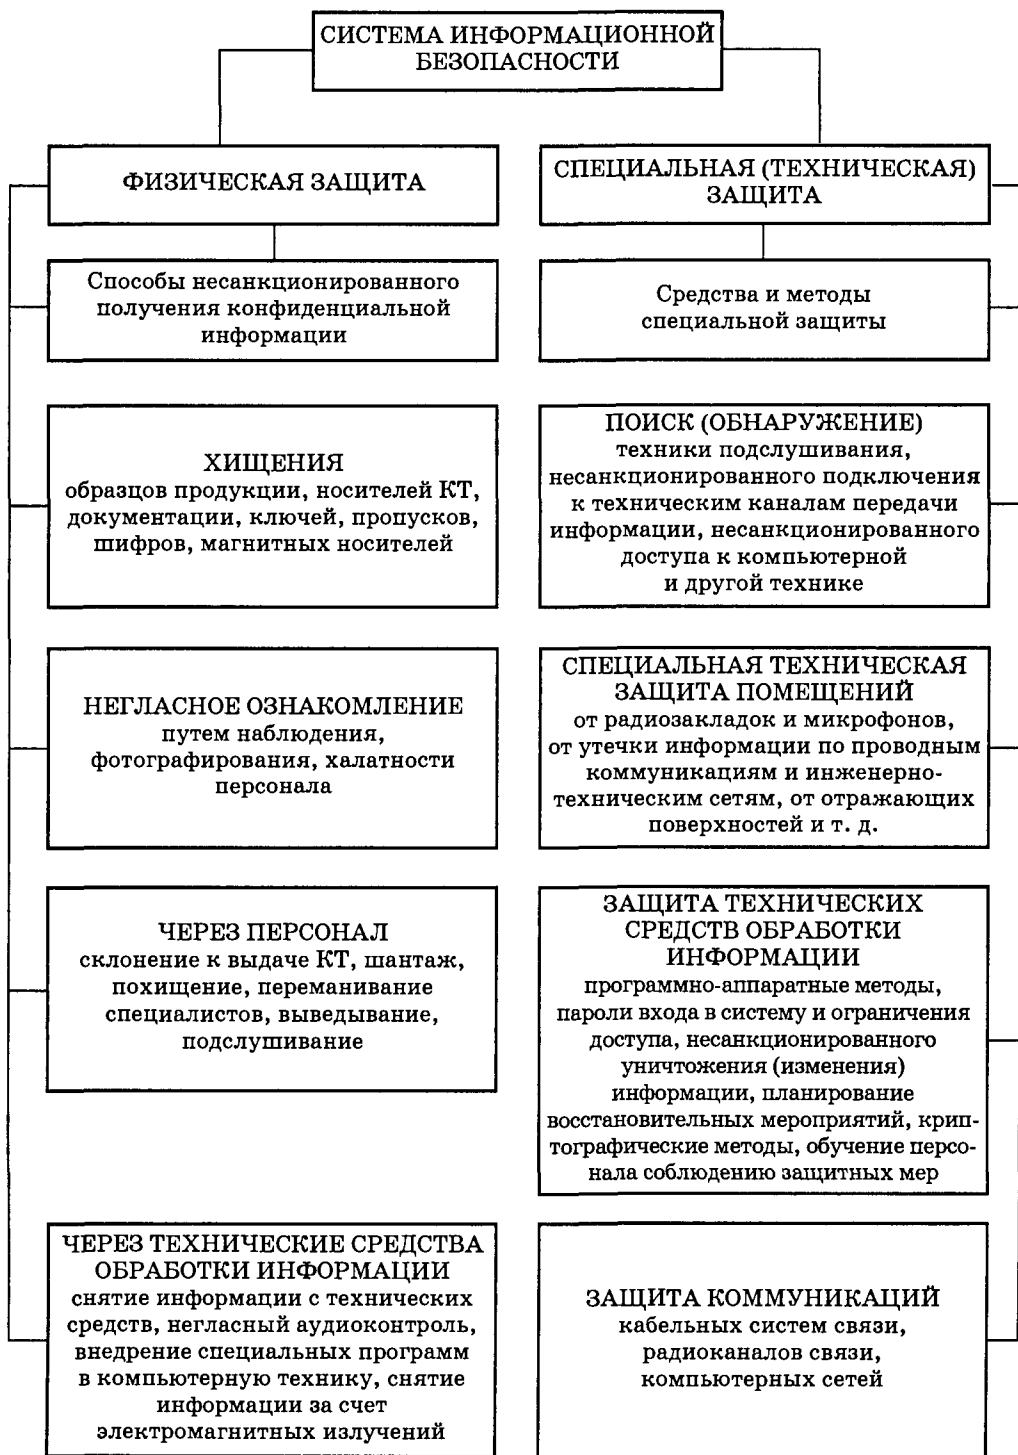 СИСТЕМА ИНФОРМАЦИОННОЙ
БЕЗОПАСНОСТИ
ФИЗИЧЕСКАЯ ЗАЩИТА
Способы несанкционированного
получения конфиденциальной
информации
ХИЩЕНИЯ
образцов продукции, носителей КТ,
документации, ключей, пропусков,
шифров, магнитных носителей
НЕГЛАСНОЕ ОЗНАКОМЛЕНИЕ
путем наблюдения,
фотографирования, халатности
персонала
ЧЕРЕЗ ПЕРСОНАЛ
склонение к выдаче КТ, шантаж,
похищение, переманивание
специалистов, выведывание,
подслушивание
ЧЕРЕЗ ТЕХНИЧЕСКИЕ СРЕДСТВА
ОБРАБОТКИ ИНФОРМАЦИИ
снятие информации с технических
средств, негласный аудиоконтроль,
внедрение специальных программ
в компьютерную технику, снятие
информации за счет
электромагнитных излучений
СПЕЦИАЛЬНАЯ (ТЕХНИЧЕСКАЯ)
ЗАЩИТА
Средства и методы
специальной защиты
ПОИСК (ОБНАРУЖЕНИЕ)
техники подслушивания,
несанкционированного подключения
к техническим каналам передачи
информации, несанкционированного
доступа к компьютерной
и другой технике
СПЕЦИАЛЬНАЯ ТЕХНИЧЕСКАЯ
ЗАЩИТА ПОМЕЩЕНИЙ
от радиозакладок и микрофонов,
от утечки информации по проводным
коммуникациям и инженерно-
техническим сетям, от отражающих
поверхностей и т. д.
ЗАЩИТА ТЕХНИЧЕСКИХ
СРЕДСТВ ОБРАБОТКИ
ИНФОРМАЦИИ
программно-аппаратные методы,
пароли входа в систему и ограничения
доступа, несанкционированного
уничтожения (изменения)
информации, планирование
восстановительных мероприятий, крип-
тографические методы, обучение персо-
нала соблюдению защитных мер
ЗАЩИТА КОММУНИКАЦИЙ
кабельных систем связи,
радиоканалов связи,
компьютерных сетей